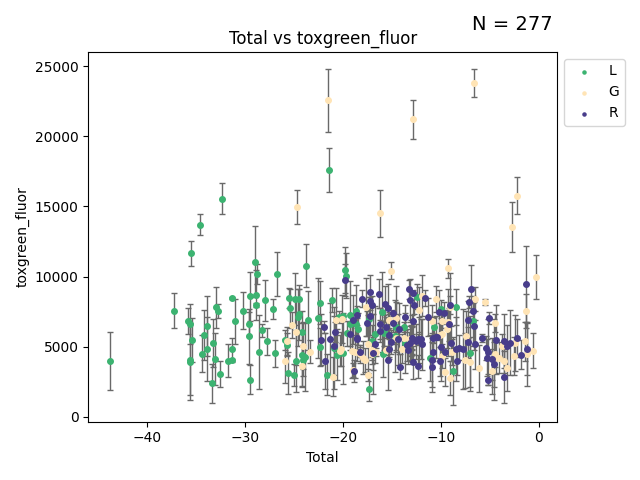 N = 277
Total vs toxgreen_fluor
25000
20000
15000
10000
5000
0
toxgreen_fluor
−40
−30
−20
−10
0
Total
L
G
R